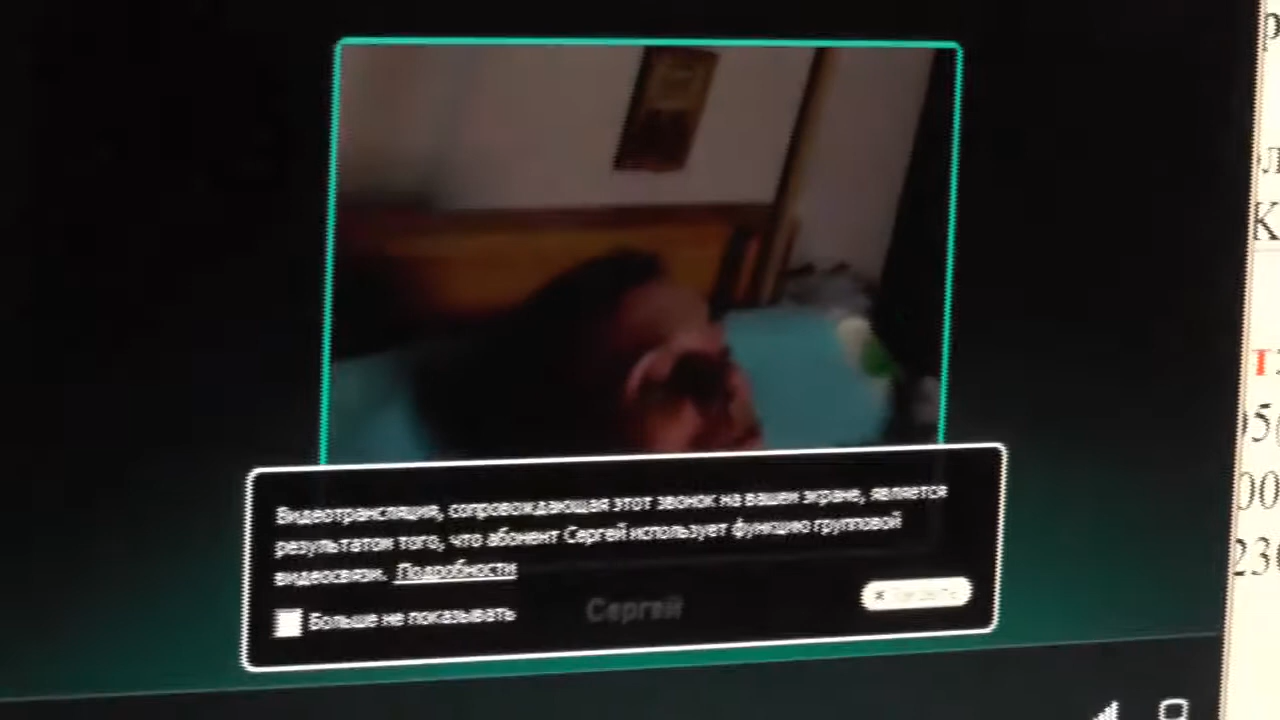 Видеотрансляция, сопровождающая этот звонок на вашем экране, является
результатом того, что абонент Сергей использует функцию групповой
видеосвязи. Подробности
Больше не показывать
Сергей